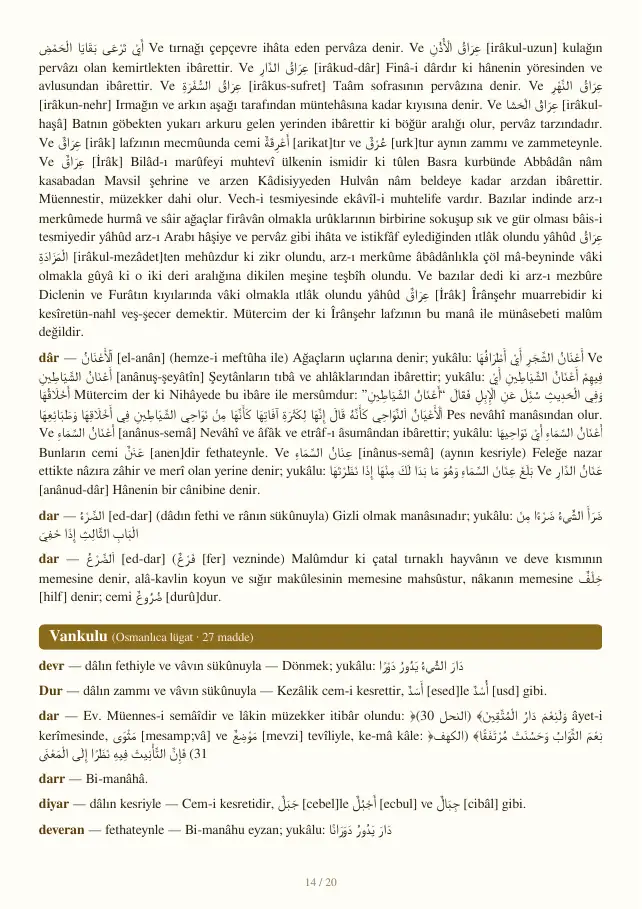 أَيْ تَرْعَى بَقَايَا الْحَمْضِ Ve tırnağı çepçevre ihâta eden pervâza denir. Ve عِرَاقُ الْأُذُنِ [irâkul-uzun] kulağın
pervâzı olan kemirtlekten ibârettir. Ve عِرَاقُ الدَّارِ [irâkud-dâr] Finâ-i dârdır ki hânenin yöresinden ve
avlusundan ibârettir. Ve عِرَاقُ السُّفْرَةِ [irâkus-sufret] Taâm sofrasının pervâzına denir. Ve عِرَاقُ النَّهْرِ
[irâkun-nehr] Irmağın ve arkın aşağı tarafından müntehâsına kadar kıyısına denir. Ve عِرَاقُ الْحَشَا [irâkul-
haşâ] Batnın göbekten yukarı arkuru gelen yerinden ibârettir ki böğür aralığı olur, pervâz tarzındadır.
Ve عِرَاقٌ [irâk] lafzının mecmûunda cemi أَعْرِقَةٌ [arikat]tır ve عُرُقٌ [urk]tur aynın zammı ve zammeteynle.
Ve عِرَاقٌ [İrâk] Bilâd-ı marûfeyi muhtevî ülkenin ismidir ki tûlen Basra kurbünde Abbâdân nâm
kasabadan Mavsil şehrine ve arzen Kâdisiyyeden Hulvân nâm beldeye kadar arzdan ibârettir.
Müennestir, müzekker dahi olur. Vech-i tesmiyesinde ekâvîl-i muhtelife vardır. Bazılar indinde arz-ı
merkûmede hurmâ ve sâir ağaçlar firâvân olmakla urûklarının birbirine sokuşup sık ve gür olması bâis-i
tesmiyedir yâhûd arz-ı Arabı hâşiye ve pervâz gibi ihâta ve istikfâf eylediğinden ıtlâk olundu yâhûd عِرَاقُ
الْمَزَادَةِ [irâkul-mezâdet]ten mehûzdur ki zikr olundu, arz-ı merkûme âbâdânlıkla çöl mâ-beyninde vâki
olmakla gûyâ ki o iki deri aralığına dikilen meşine teşbîh olundu. Ve bazılar dedi ki arz-ı mezbûre
Diclenin ve Furâtın kıyılarında vâki olmakla ıtlâk olundu yâhûd عِرَاقٌ [İrâk] Îrânşehr muarrebidir ki
kesîretün-nahl veş-şecer demektir. Mütercim der ki Îrânşehr lafzının bu manâ ile münâsebeti malûm
değildir.
dâr — اَلْأَعْنَانُ [el-anân] (hemze-i meftûha ile) Ağaçların uçlarına denir; yukâlu: أَعْنَانُ الشَّجَرِ أَيْ أَطْرَافُهَا Ve
أَعْنَانُ الشَّيَاطِينِ [anânuş-şeyâtîn] Şeytânların tıbâ ve ahlâklarından ibârettir; yukâlu: فِيهِمْ أَعْنَانُ الشَّيَاطِينِ أَيْ
أَخْلَاقُهَا Mütercim der ki Nihâyede bu ibâre ile mersûmdur: "وَفِي الْحَدِيثِ سُئِلَ عَنِ الْإِبِلِ فَقَالَ "أَعْنَانُ الشَّيَاطِينِ
اَلْأَعْيَانُ النَّوَاحِي كَأَنَّهُ قَالَ إِنَّهَا لِكَثْرَةِ آفَاتِهَا كَأَنَّهَا مِنْ نَوَاحِي الشَّيَاطِينِ فِي أَخْلَاقِهَا وَطَبَائِعِهَا Pes nevâhî manâsından olur.
Ve أَعْنَانُ السَّمَاءِ [anânus-semâ] Nevâhî ve âfâk ve etrâf-ı âsumândan ibârettir; yukâlu: أَعْنَانُ السَّمَاءِ أَيْ نَوَاحِيهَا
Bunların cemi عَنَنٌ [anen]dir fethateynle. Ve عِنَانُ السَّمَاءِ [inânus-semâ] (aynın kesriyle) Feleğe nazar
ettikte nâzıra zâhir ve merî olan yerine denir; yukâlu: بَلَغَ عِنَانَ السَّمَاءِ وَهُوَ مَا بَدَا لَكَ مِنْهَا إِذَا نَظَرْتَهَا Ve عَنَانُ الدَّارِ
[anânud-dâr] Hânenin bir cânibine denir.
dar — اَلضَّرْءُ [ed-dar] (dâdın fethi ve rânın sükûnuyla) Gizli olmak manâsınadır; yukâlu: ضَرَأَ الشَّيْءُ ضَرْءًا مِنَ
الْبَابِ الثَّالِثِ إِذَا خَفِيَ
dar — اَلضَّرْعُ [ed-dar] (فَرْعٌ [fer] vezninde) Malûmdur ki çatal tırnaklı hayvânın ve deve kısmının
memesine denir, alâ-kavlin koyun ve sığır makûlesinin memesine mahsûstur, nâkanın memesine خِلْفٌ
[hilf] denir; cemi ضُرُوعٌ [durû]dur.
Vankulu (Osmanlıca lügat · 27 madde)
devr — dâlın fethiyle ve vâvın sükûnuyla — Dönmek; yukâlu: دَارَ الشَّيْءُ يَدُورُ دَوْرًا
Dur — dâlın zammı ve vâvın sükûnuyla — Kezâlik cem-i kesrettir, أَسَدٌ [esed]le أُسْدٌ [usd] gibi.
dar — Ev. Müennes-i semâîdir ve lâkin müzekker itibâr olundu: ﴿وَلَنِعْمَ دَارُ الْمُتَّقِينَ﴾ (النحل 30) âyet-i
kerîmesinde, مَثْوًى [mesamp;vâ] ve مَوْضِعٌ [mevzi] tevîliyle, ke-mâ kâle: ﴿نِعْمَ الثَّوَابُ وَحَسُنَتْ مُرْتَفَقًا﴾ (الكهف
31) فَإِنَّ التَّأْنِيثَ فِيهِ نَظَرًا إِلَى الْمَعْنَى
darr — Bi-manâhâ.
diyar — dâlın kesriyle — Cem-i kesretidir, جَبَلٌ [cebel]le أَجْبُلٌ [ecbul] ve جِبَالٌ [cibâl] gibi.
deveran — fethateynle — Bi-manâhu eyzan; yukâlu: دَارَ يَدُورُ دَوَرَانًا
14 / 20